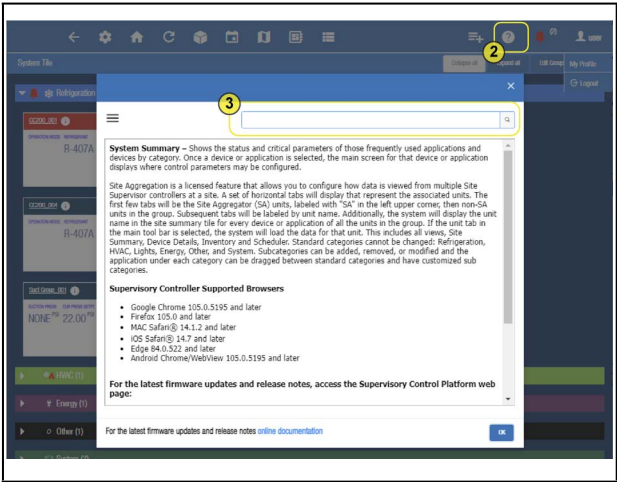 2
(7)
user
System Tile
Collapse all
Expand all
Edit Group
My Profile
Logout
Refrigeration
3
CC200_001
OPERATION MODE REFRIGERANT
R-407A
CC200_004
OPERATION MODE REFRIGERANT
R-407A
NONE PSI 22.00 PSI
System Summary – Shows the status and critical parameters of those frequently used applications and
devices by category. Once a device or application is selected, the main screen for that device or application
displays where control parameters may be configured.
Site Aggregation is a licensed feature that allows you to configure how data is viewed from multiple Site
Supervisor controllers at a site. A set of horizontal tabs will display that represent the associated units. The
first few tabs will be the Site Aggregator (SA) units, labeled with "SA" in the left upper corner, then non-SA
units in the group. Subsequent tabs will be labeled by unit name. Additionally, the system will display the unit
name in the site summary tile for every device or application of all the units in the group. If the unit tab in
the main tool bar is selected, the system will load the data for that unit. This includes all views, Site
Summary, Device Details, Inventory and Scheduler. Standard categories cannot be changed: Refrigeration,
HVAC, Lights, Energy, Other, and System. Subcategories can be added, removed, or modified and the
application under each category can be dragged between standard categories and have customized sub
categories.
Supervisory Controller Supported Browsers
• Google Chrome 105.0.5195 and later
• Firefox 105.0 and later
• MAC Safari® 14.1.2 and later
• iOS Safari® 14.7 and later
• Edge 84.0.522 and later
• Android Chrome/WebView 105.0.5195 and later
For the latest firmware updates and release notes, access the Supervisory Control Platform web
page:
HVAC (1)
Energy (1)
Other (1)
For the latest firmware updates and release notes online documentation
OK